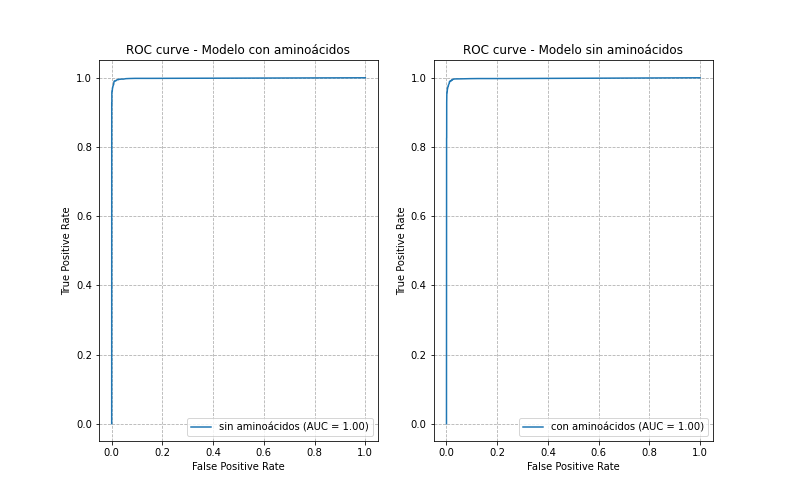 ROC curve - Modelo con aminoácidos
1.0
0.8
0.6
0.4
0.2
0.0
True Positive Rate
sin aminoácidos (AUC = 1.00)
0.0 0.2 0.4 0.6 0.8 1.0
False Positive Rate
ROC curve - Modelo sin aminoácidos
1.0
0.8
0.6
0.4
0.2
0.0
True Positive Rate
con aminoácidos (AUC = 1.00)
0.0 0.2 0.4 0.6 0.8 1.0
False Positive Rate